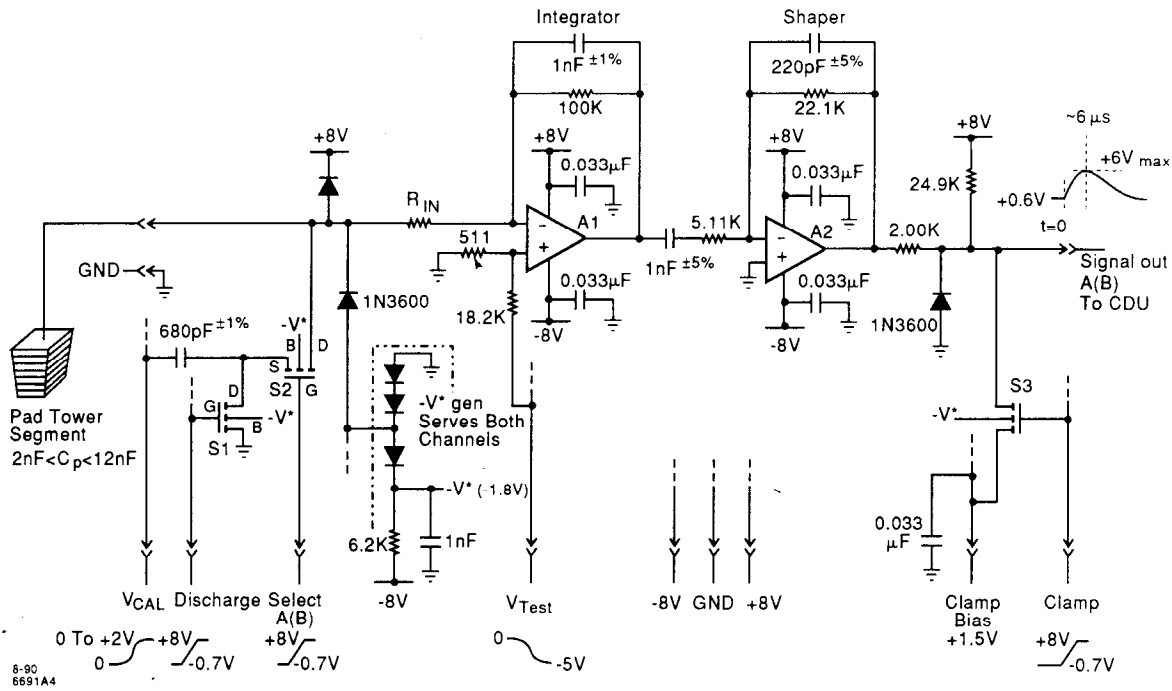 Integrator
1nF ±1%
100K
Shaper
220pF ±5%
22.1K
+8V
+8V
+8V
+8V
0.033µF
0.033µF
24.9K
~6 µs
+6V max
+0.6V
t=0
R IN
A1
511
5.11K
1nF ±5%
A2
2.00K
Signal out
A(B)
To CDU
GND
1N3600
18.2K
0.033µF
-8V
0.033µF
-8V
1N3600
680pF ±1%
-V*
B
D
S
S2
G
D
G
-V*
B
S1
Pad Tower
Segment
2nF<Cp<12nF
-V* gen
Serves Both
Channels
-V* (-1.8V)
6.2K
1nF
-8V
S3
-V*
0.033
µF
VCAL
Discharge
Select
A(B)
VTest
-8V
GND
+8V
Clamp
Bias
+1.5V
Clamp
0 To +2V
0
+8V
-0.7V
+8V
-0.7V
0
-5V
+8V
-0.7V
8-90
6691A4